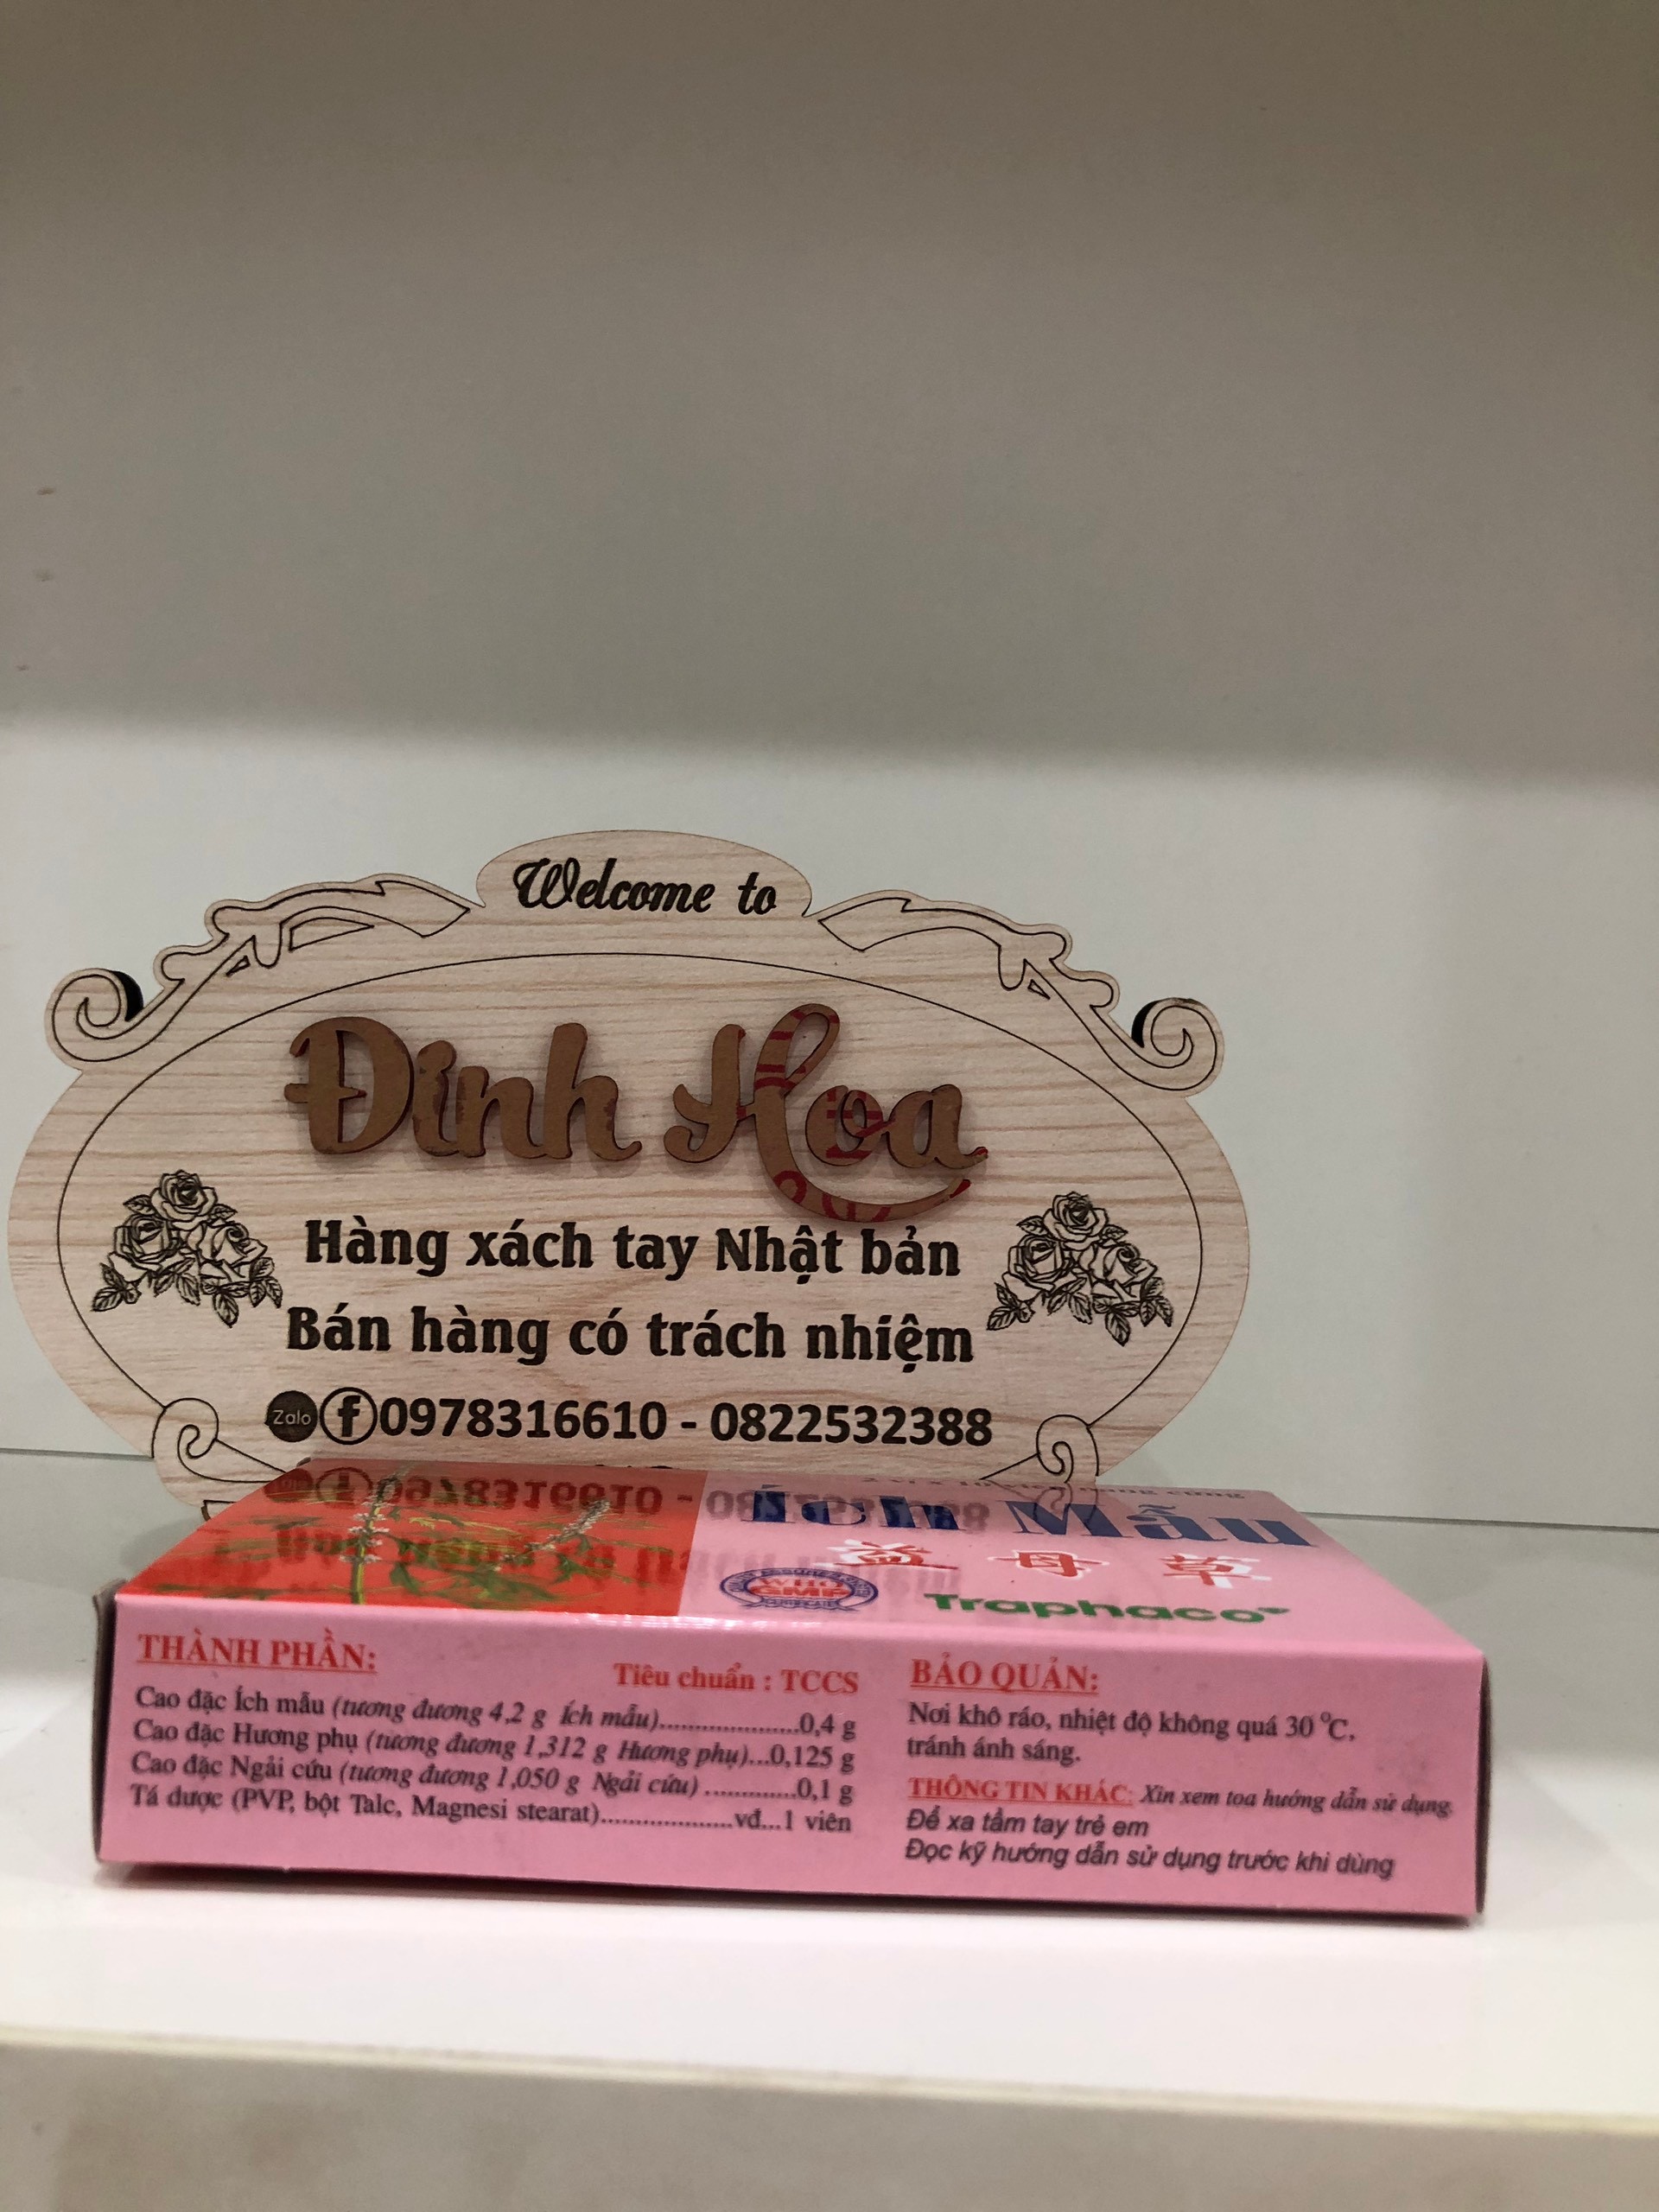 Welcome to
Đinh Hoa
Hàng xách tay Nhật bản
Bán hàng có trách nhiệm
Zalo f 0978316610 - 0822532388
Ích Mẫu
益 母 草
WHO
GMP
Traphaco
THÀNH PHẦN:
Tiêu chuẩn : TCCS
Cao đặc Ích mẫu (tương đương 4,2 g Ích mẫu).....................0,4 g
Cao đặc Hương phụ (tương đương 1,312 g Hương phụ)...0,125 g
Cao đặc Ngải cứu (tương đương 1,050 g Ngải cứu) ..............0,1 g
Tá dược (PVP, bột Talc, Magnesi stearat)....................vđ...1 viên
BẢO QUẢN:
Nơi khô ráo, nhiệt độ không quá 30 °C,
tránh ánh sáng.
THÔNG TIN KHÁC: Xin xem toa hướng dẫn sử dụng
Để xa tầm tay trẻ em
Đọc kỹ hướng dẫn sử dụng trước khi dùng